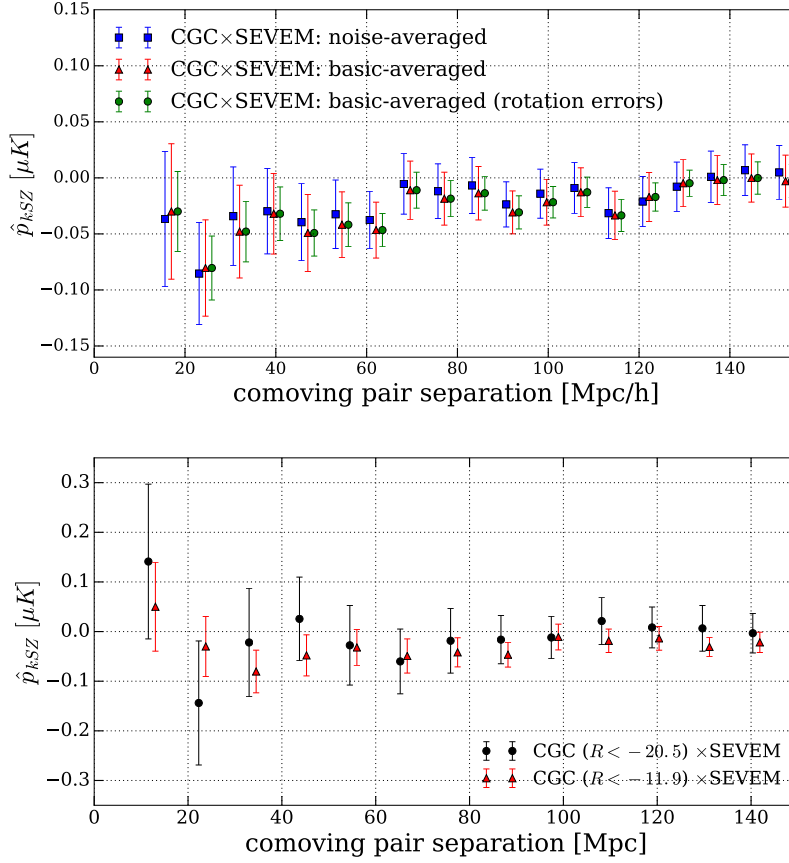 0.15
0.10
0.05
0.00
−0.05
−0.10
−0.15
p̂kSZ [μK]
CGC×SEVEM: noise-averaged
CGC×SEVEM: basic-averaged
CGC×SEVEM: basic-averaged (rotation errors)
0 20 40 60 80 100 120 140
comoving pair separation [Mpc/h]
0.3
0.2
0.1
0.0
−0.1
−0.2
−0.3
p̂kSZ [μK]
CGC (R < −20.5) ×SEVEM
CGC (R < −11.9) ×SEVEM
0 20 40 60 80 100 120 140
comoving pair separation [Mpc]